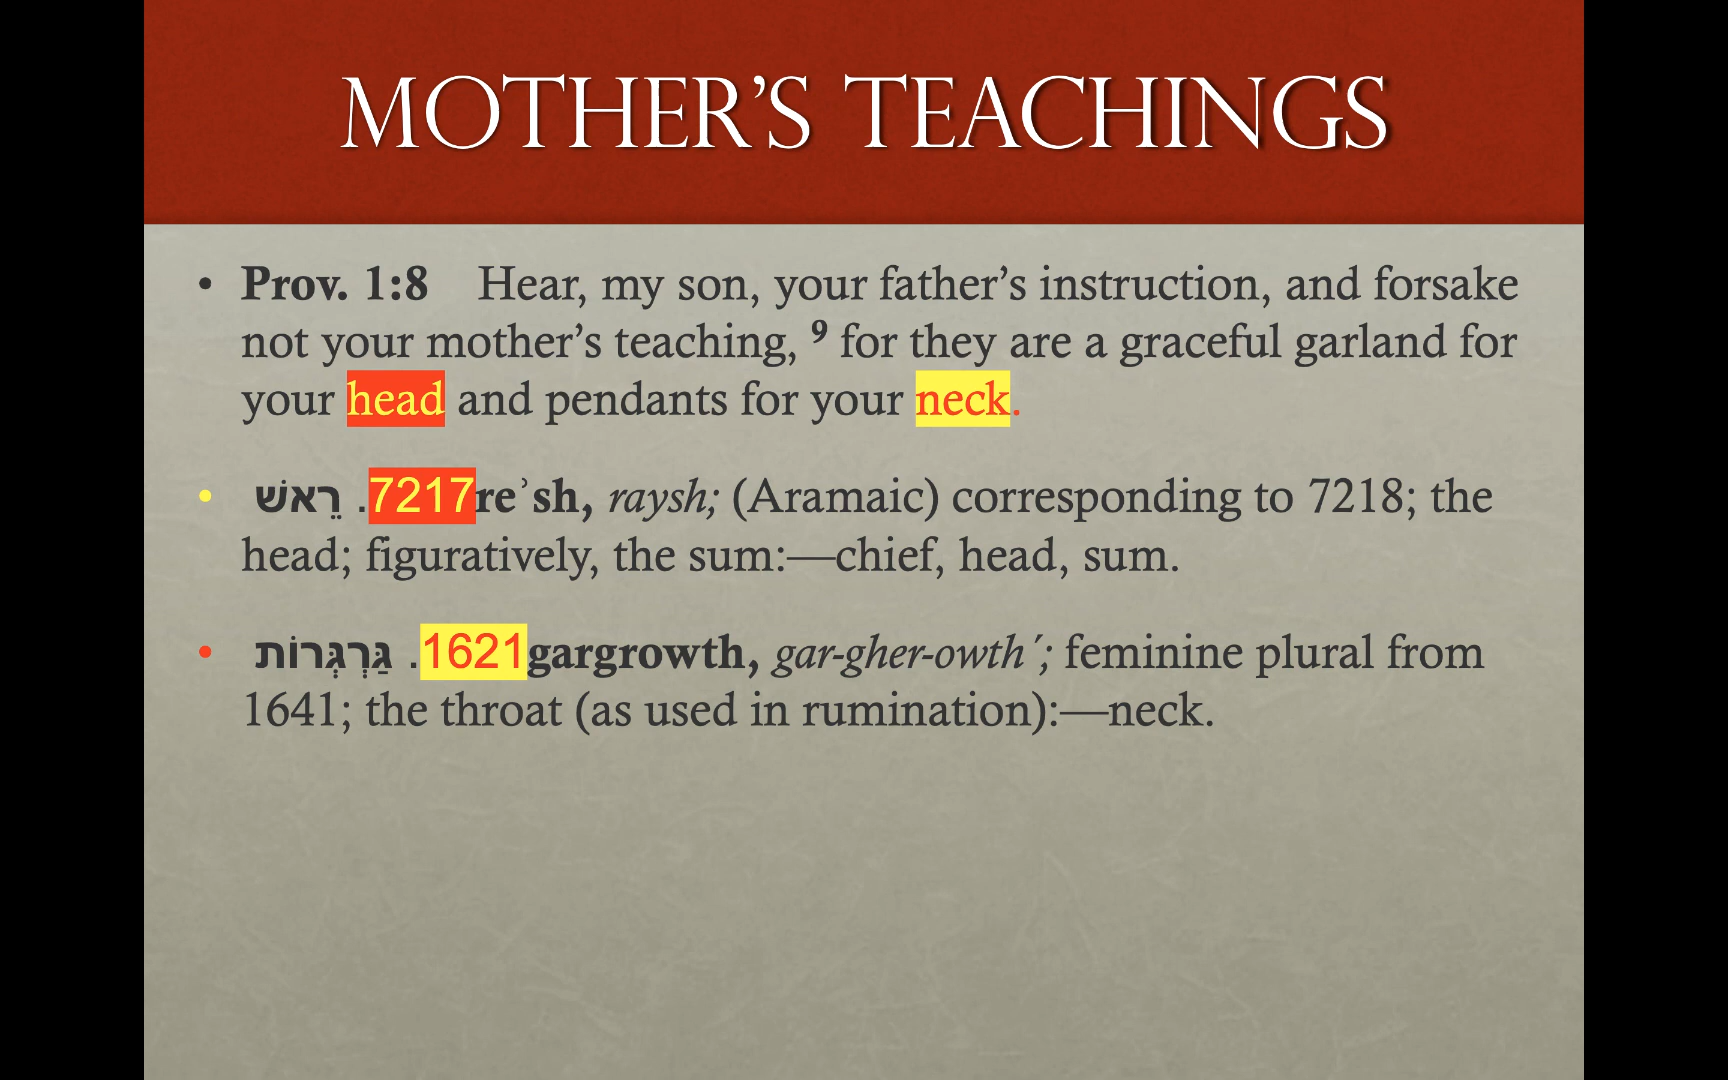 MOTHER’S TEACHINGS
• Prov. 1:8 Hear, my son, your father’s instruction, and forsake
not your mother’s teaching, ⁹ for they are a graceful garland for
your head and pendants for your neck.
• רֵאשׁ .7217reʾsh, raysh; (Aramaic) corresponding to 7218; the
head; figuratively, the sum:—chief, head, sum.
• גַּרְגְּרוֹת .1621gargrowth, gar-gher-owth´; feminine plural from
1641; the throat (as used in rumination):—neck.